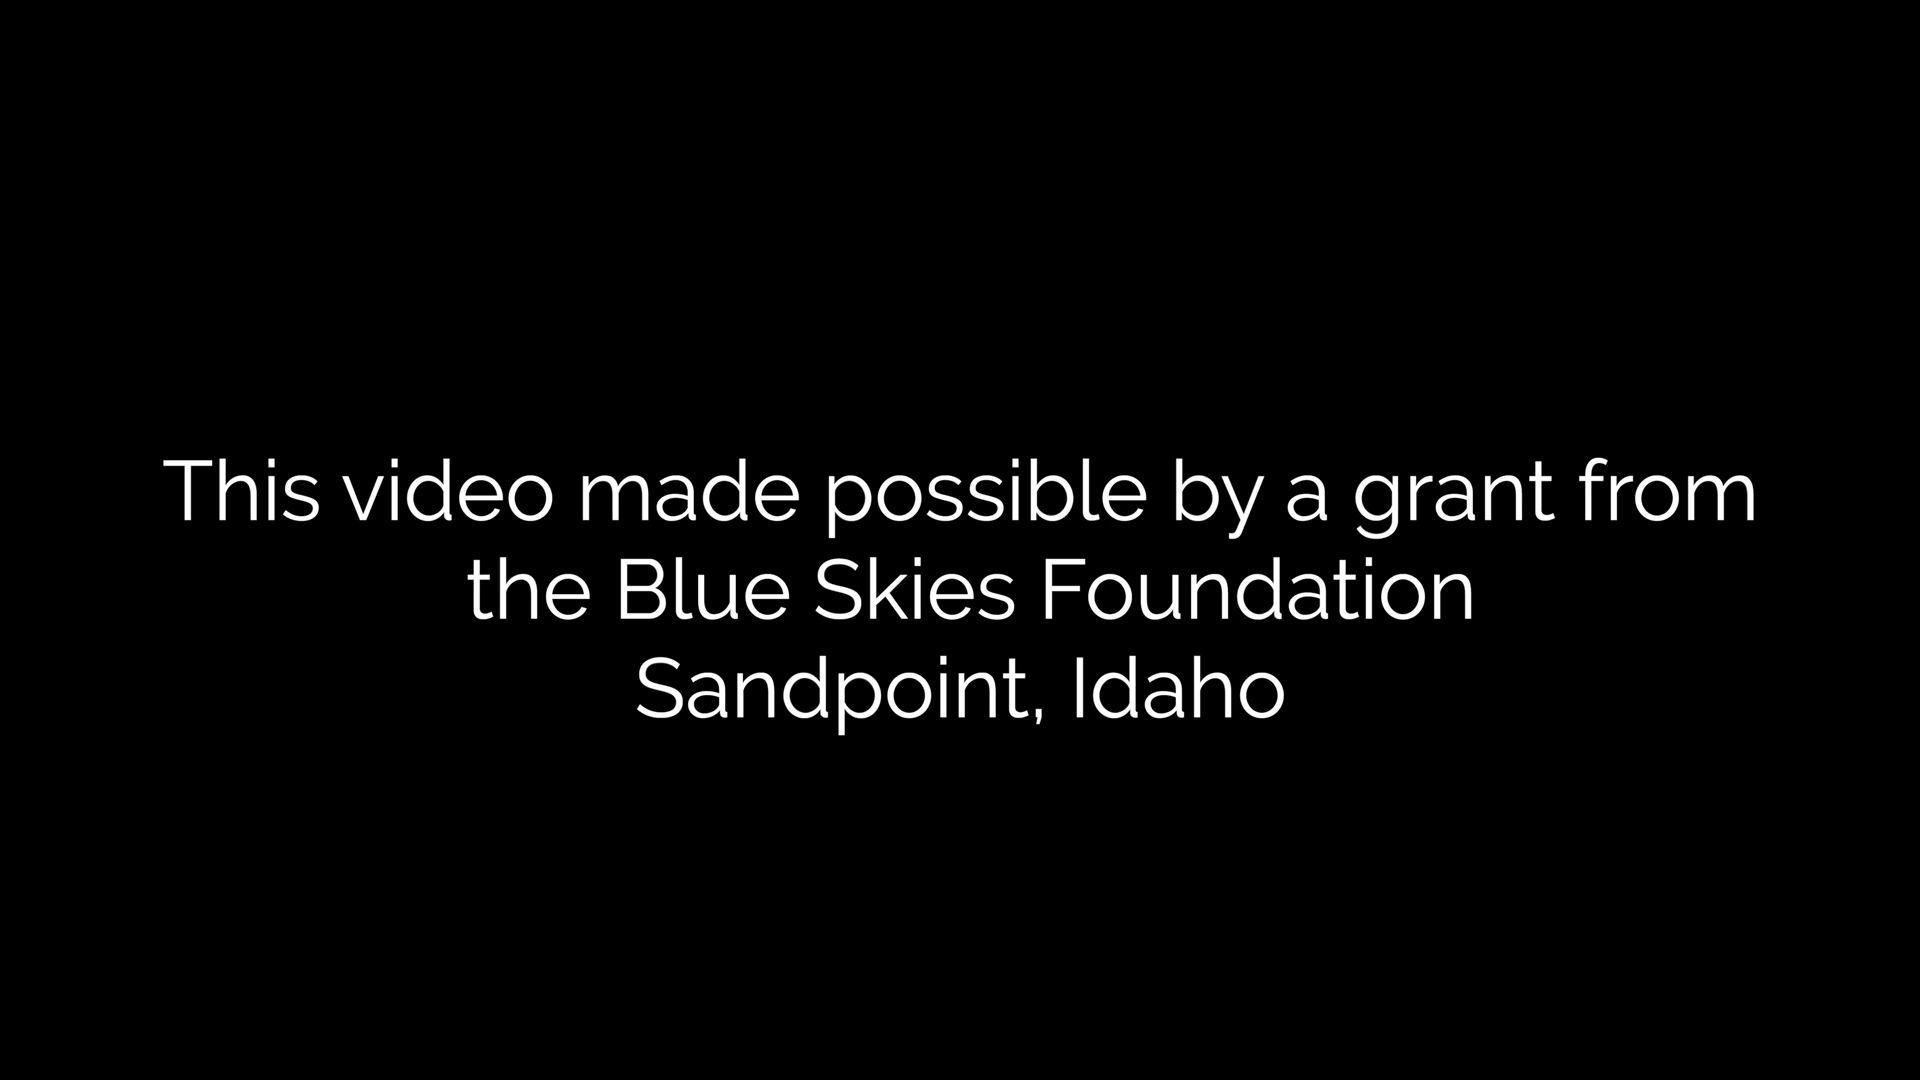 This video made possible by a grant from
the Blue Skies Foundation
Sandpoint, Idaho